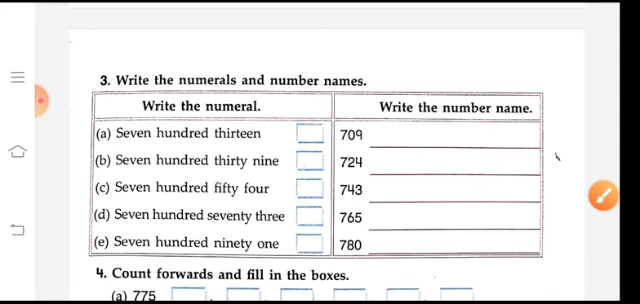 3. Write the numerals and number names.
Write the numeral. Write the number name.
(a) Seven hundred thirteen 709
(b) Seven hundred thirty nine 724
(c) Seven hundred fifty four 743
(d) Seven hundred seventy three 765
(e) Seven hundred ninety one 780
4. Count forwards and fill in the boxes.
(a) 775